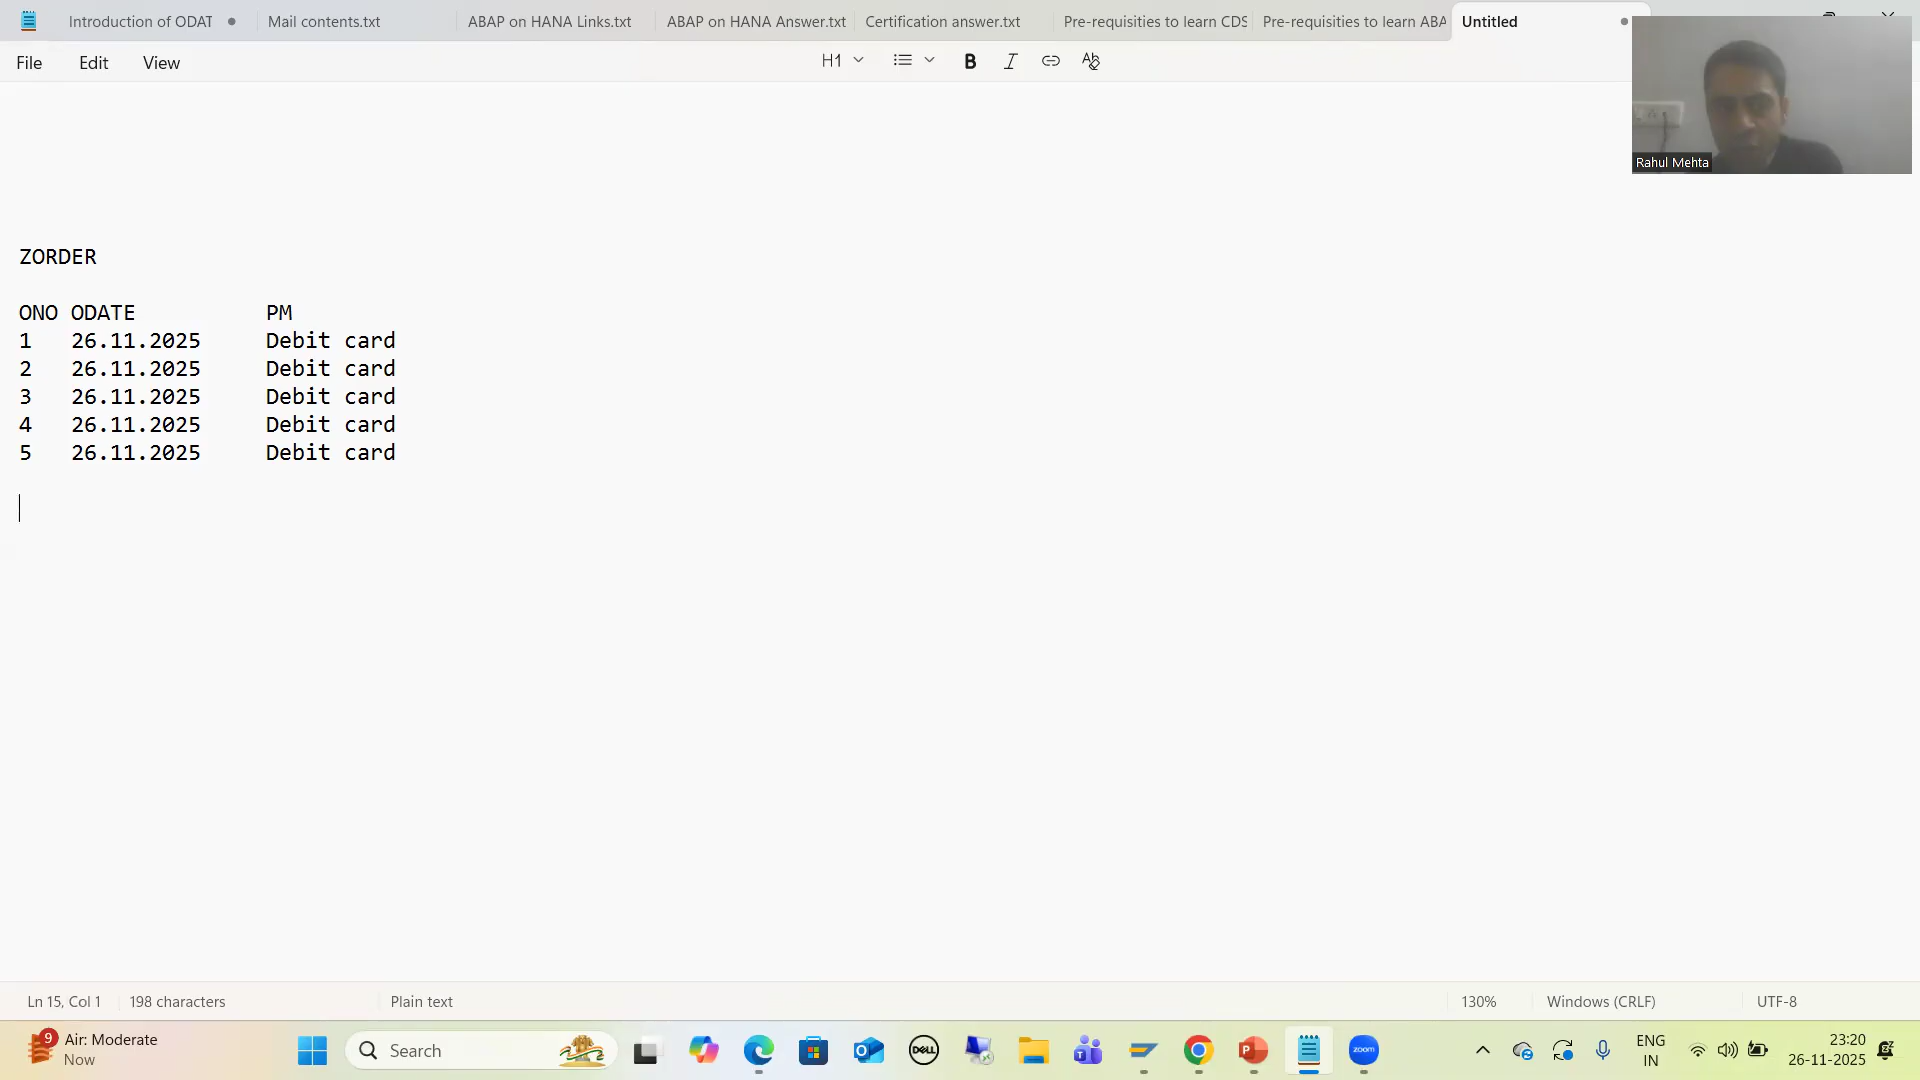 Introduction of ODAT
Mail contents.txt
ABAP on HANA Links.txt
ABAP on HANA Answer.txt
Certification answer.txt
Pre-requisities to learn CDS
Pre-requisities to learn ABA
Untitled
File Edit View
H1
Rahul Mehta
ZORDER
ONO ODATE PM
1 26.11.2025 Debit card
2 26.11.2025 Debit card
3 26.11.2025 Debit card
4 26.11.2025 Debit card
5 26.11.2025 Debit card
Ln 15, Col 1 198 characters Plain text 130% Windows (CRLF) UTF-8
9 Air: Moderate
Now
Search
DELL
zoom
ENG
IN
23:20
26-11-2025